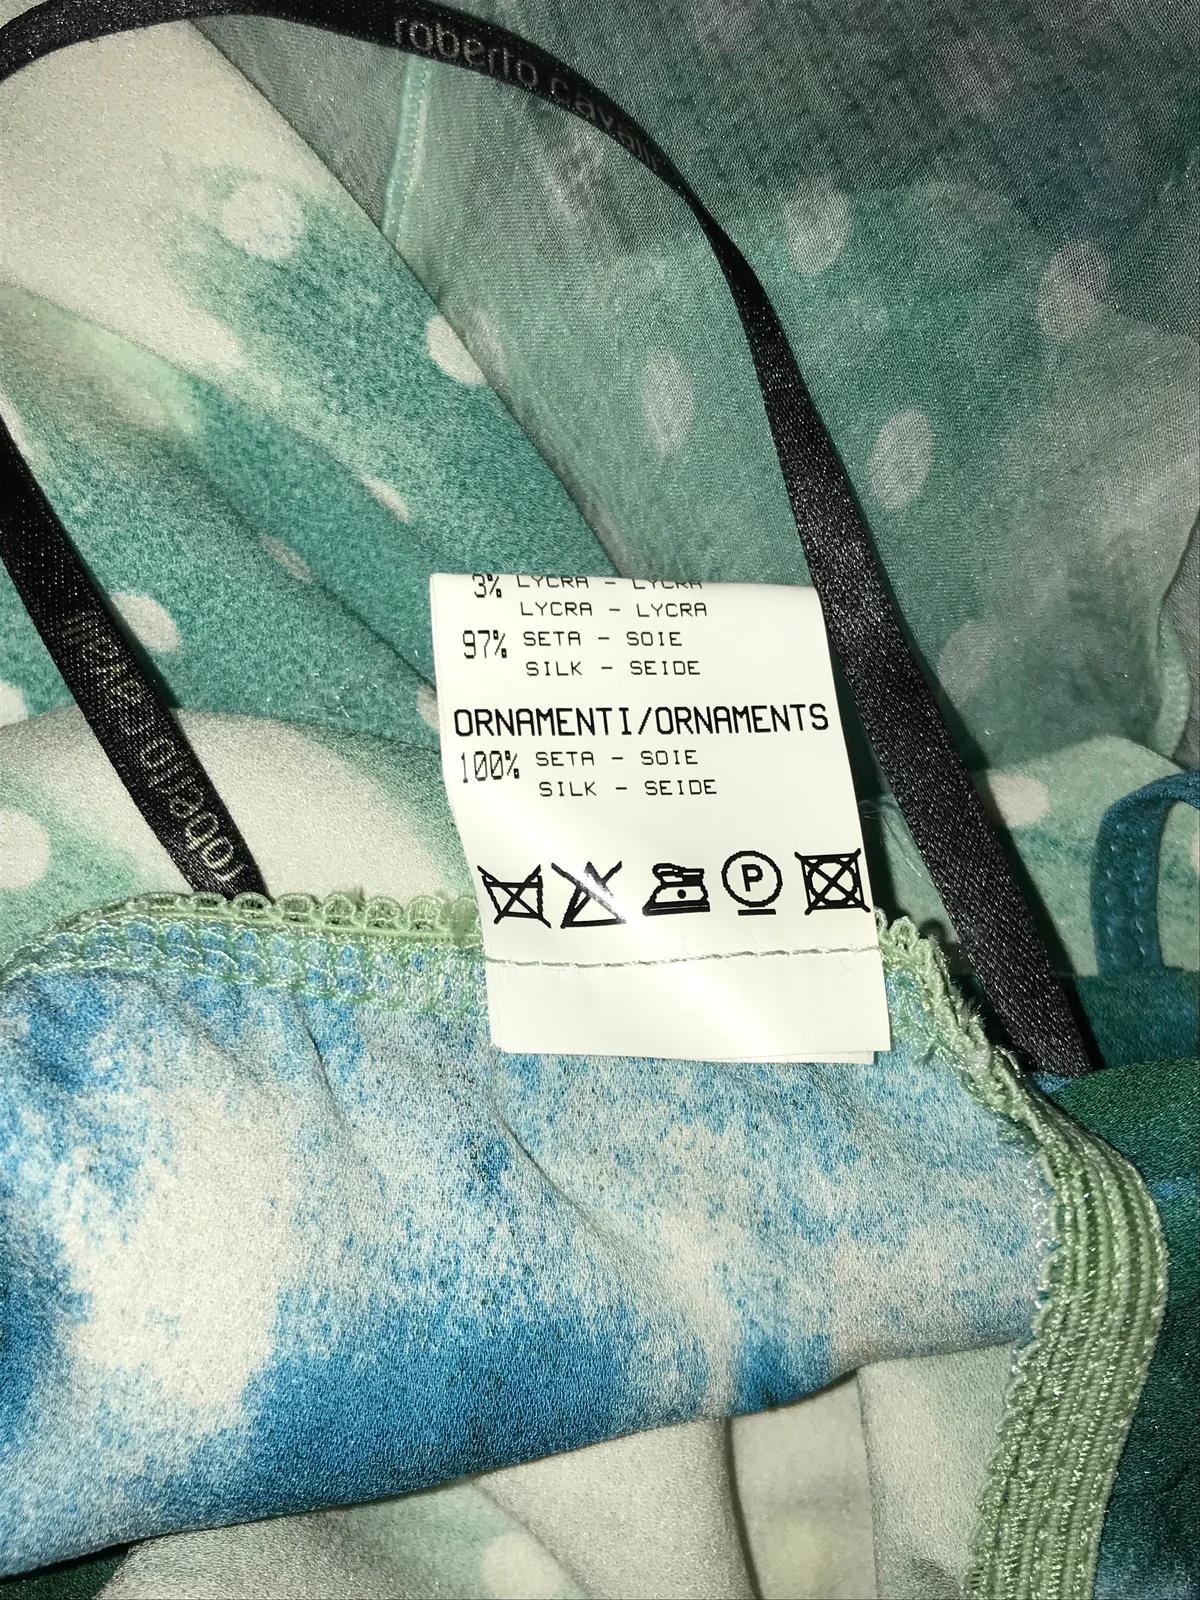 roberto cavalli
3% LYCRA - LYCRA
LYCRA - LYCRA
97% SETA - SOIE
SILK - SEIDE
ORNAMENTI/ORNAMENTS
100% SETA - SOIE
SILK - SEIDE
P
roberto cavalli